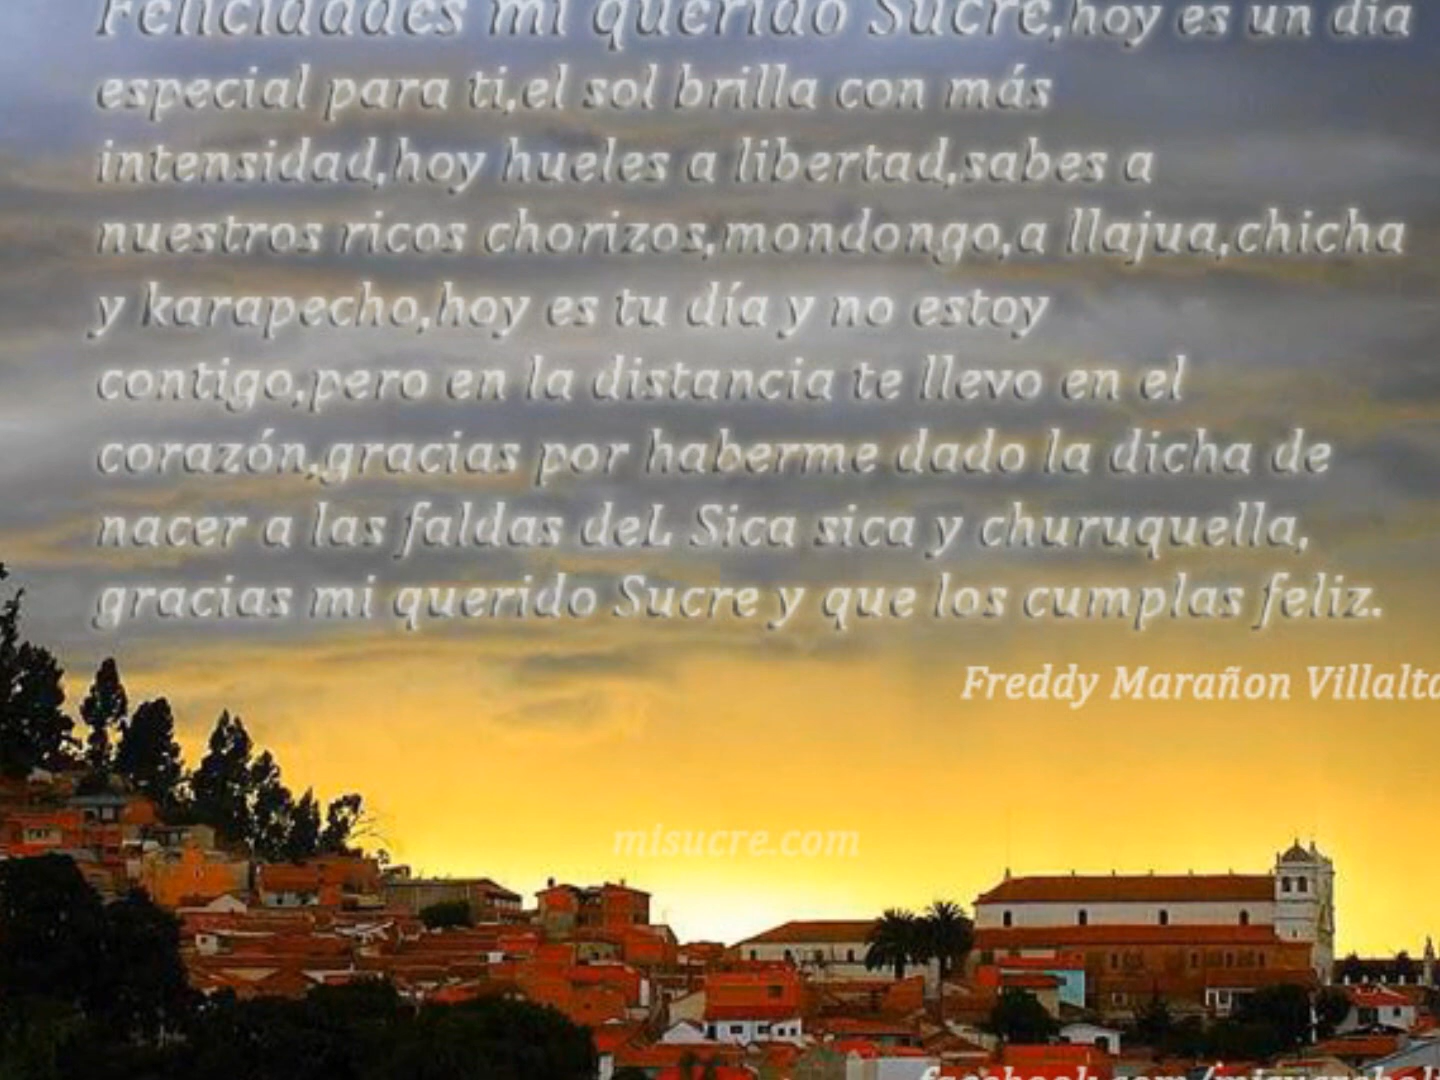 Felicidades mi querido Sucre,hoy es un día
especial para ti,el sol brilla con más
intensidad,hoy hueles a libertad,sabes a
nuestros ricos chorizos,mondongo,a llajua,chicha
y karapecho,hoy es tu día y no estoy
contigo,pero en la distancia te llevo en el
corazón,gracias por haberme dado la dicha de
nacer a las faldas deL Sica sica y churuquella,
gracias mi querido Sucre y que los cumplas feliz.
Freddy Marañon Villalta
misucre.com